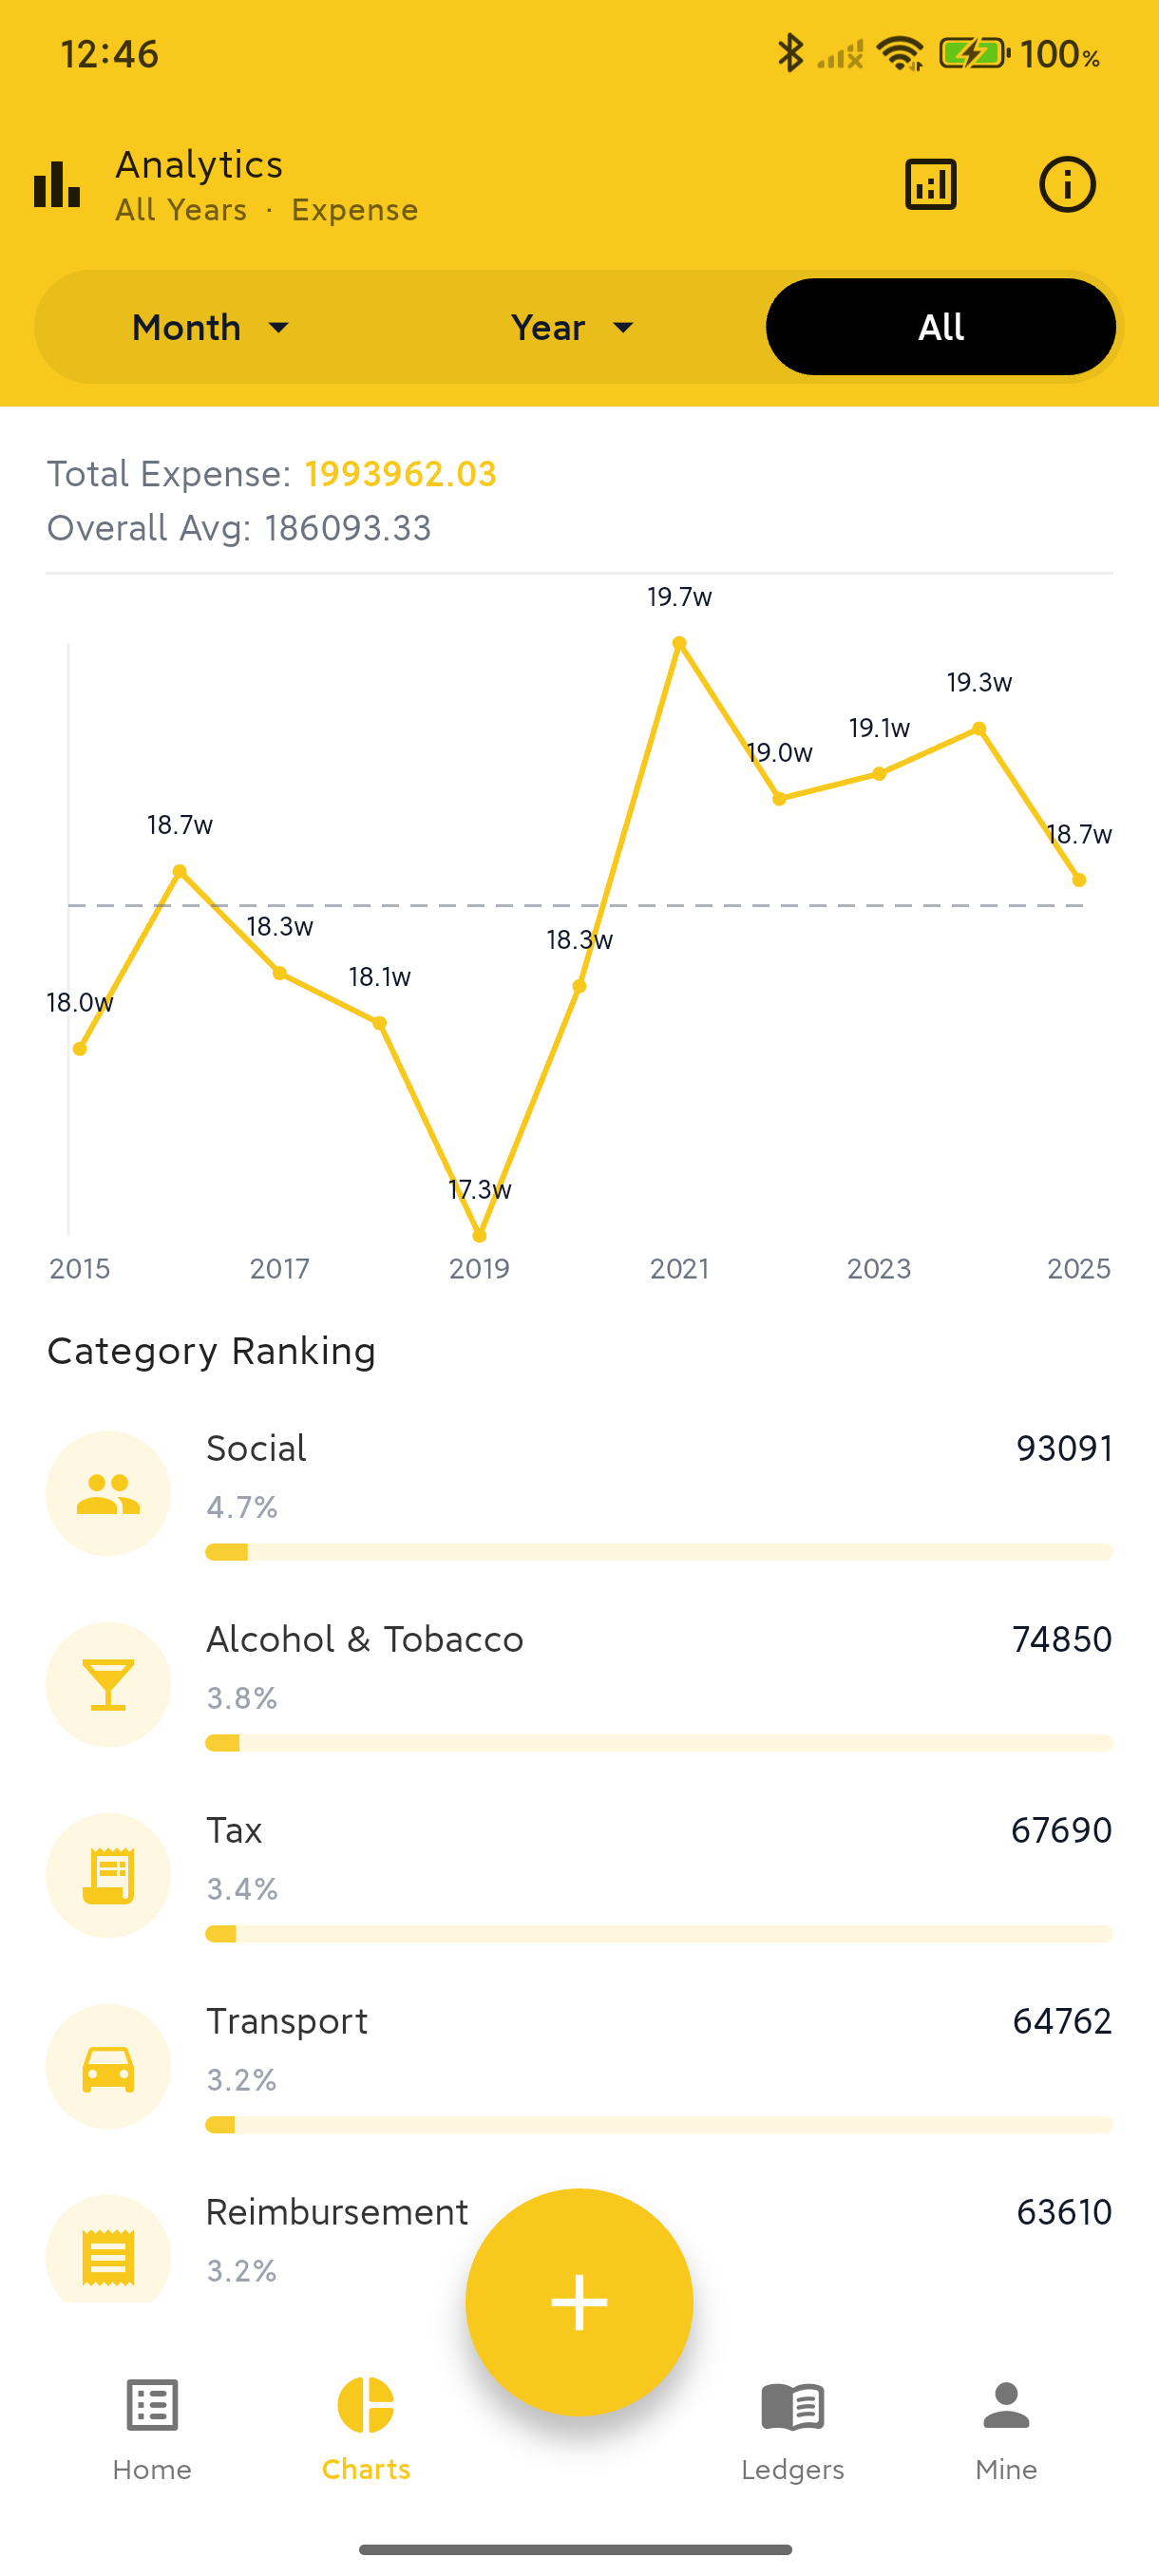 12:46
100%
Analytics
All Years · Expense
Month
Year
All
Total Expense: 1993962.03
Overall Avg: 186093.33
19.7w
19.3w
19.1w
19.0w
18.7w
18.7w
18.3w
18.3w
18.1w
18.0w
17.3w
2015 2017 2019 2021 2023 2025
Category Ranking
Social 93091
4.7%
Alcohol & Tobacco 74850
3.8%
Tax 67690
3.4%
Transport 64762
3.2%
Reimbursement 63610
3.2%
Home Charts Ledgers Mine